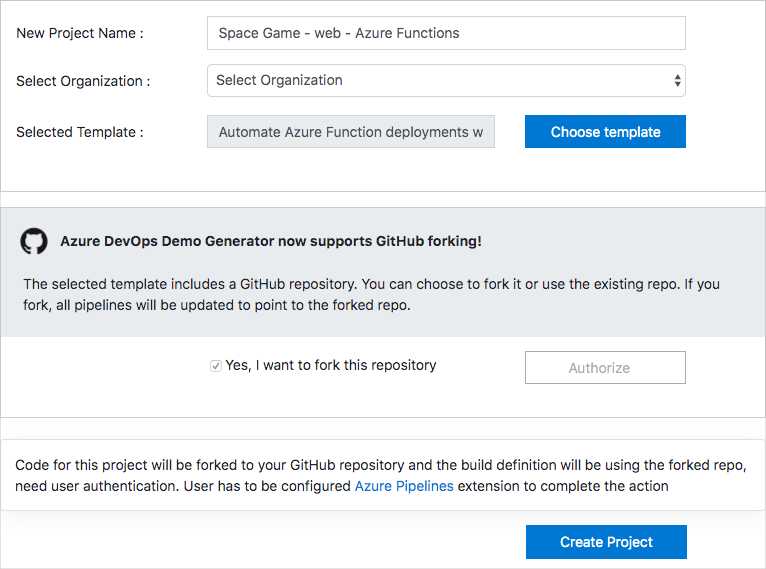 New Project Name :
Space Game - web - Azure Functions
Select Organization :
Select Organization
Selected Template :
Automate Azure Function deployments w
Choose template
Azure DevOps Demo Generator now supports GitHub forking!
The selected template includes a GitHub repository. You can choose to fork it or use the existing repo. If you
fork, all pipelines will be updated to point to the forked repo.
Yes, I want to fork this repository
Authorize
Code for this project will be forked to your GitHub repository and the build definition will be using the forked repo,
need user authentication. User has to be configured Azure Pipelines extension to complete the action
Create Project